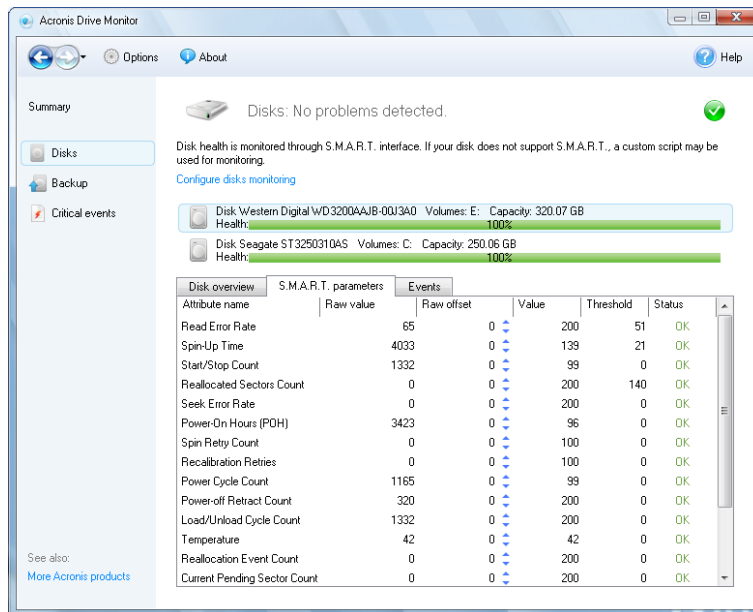 Acronis Drive Monitor
Options
About
Help
Summary
Disks
Backup
Critical events
See also:
More Acronis products
Disks: No problems detected.
Disk health is monitored through S.M.A.R.T. interface. If your disk does not support S.M.A.R.T., a custom script may be
used for monitoring.
Configure disks monitoring
Disk Western Digital WD3200AAJB-00J3A0 Volumes: E: Capacity: 320.07 GB
Health: 100%
Disk Seagate ST3250310AS Volumes: C: Capacity: 250.06 GB
Health: 100%
Disk overview S.M.A.R.T. parameters Events
Attribute name Raw value Raw offset Value Threshold Status
Read Error Rate 65 0 200 51 OK
Spin-Up Time 4033 0 139 21 OK
Start/Stop Count 1332 0 99 0 OK
Reallocated Sectors Count 0 0 200 140 OK
Seek Error Rate 0 0 200 0 OK
Power-On Hours (POH) 3423 0 96 0 OK
Spin Retry Count 0 0 100 0 OK
Recalibration Retries 0 0 100 0 OK
Power Cycle Count 1165 0 99 0 OK
Power-off Retract Count 320 0 200 0 OK
Load/Unload Cycle Count 1332 0 200 0 OK
Temperature 42 0 42 0 OK
Reallocation Event Count 0 0 200 0 OK
Current Pending Sector Count 0 0 200 0 OK